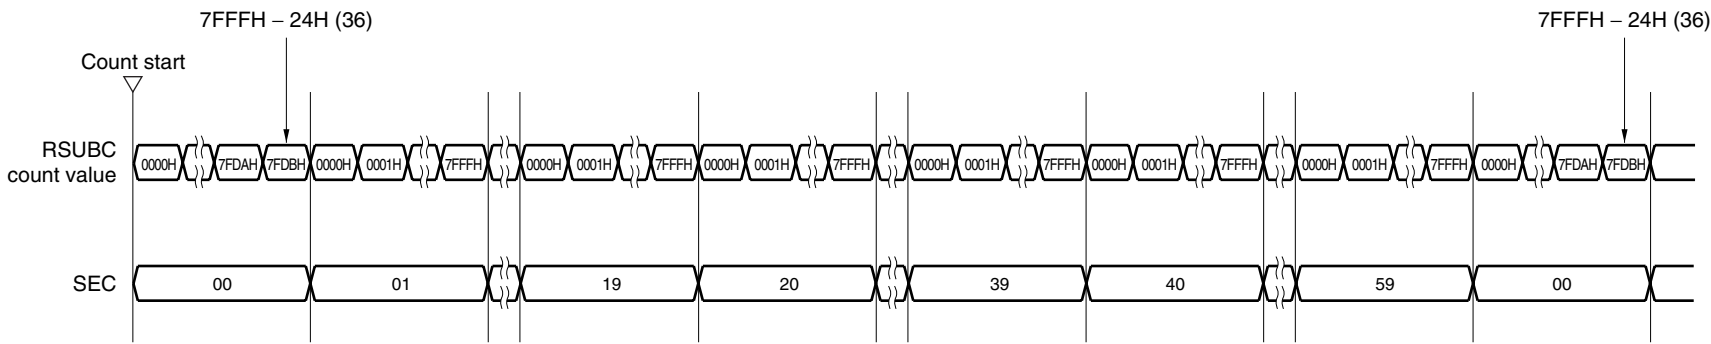 7FFFH – 24H (36)
7FFFH – 24H (36)
Count start
RSUBC
count value
0000H 7FDAH 7FDBH 0000H 0001H 7FFFH 0000H 0001H 7FFFH 0000H 0001H 7FFFH 0000H 0001H 7FFFH 0000H 0001H 7FFFH 0000H 0001H 7FFFH 0000H 7FDAH 7FDBH
SEC 00 01 19 20 39 40 59 00